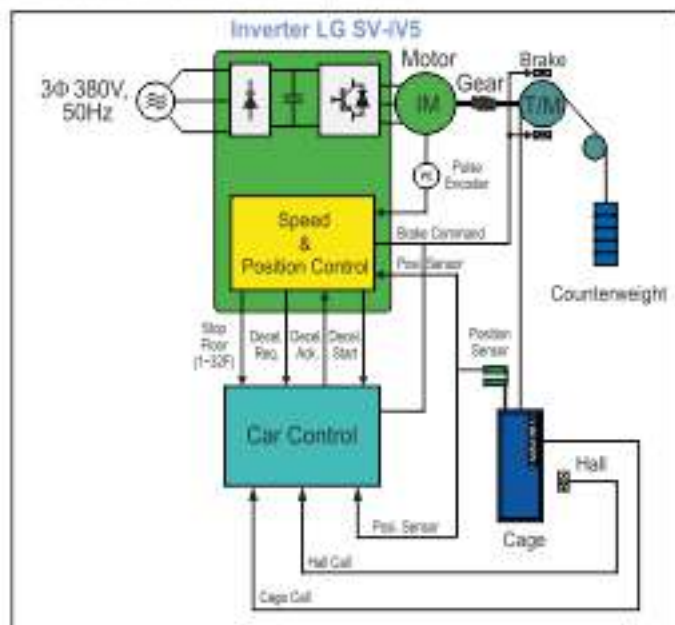 Inverter LG SV-iV5
3Φ 380V,
50Hz
Motor
IM
Gear
Brake
T/M
Pulse
Encoder
Speed
&
Position Control
Brake Command
Posi. Sensor
Counterweight
Stop
Floor
(1~32F)
Decel.
Req.
Decel.
Ack.
Decel.
Start
Position
Sensor
Car Control
Hall
Cage
Posi. Sensor
Hall Call
Cage Call